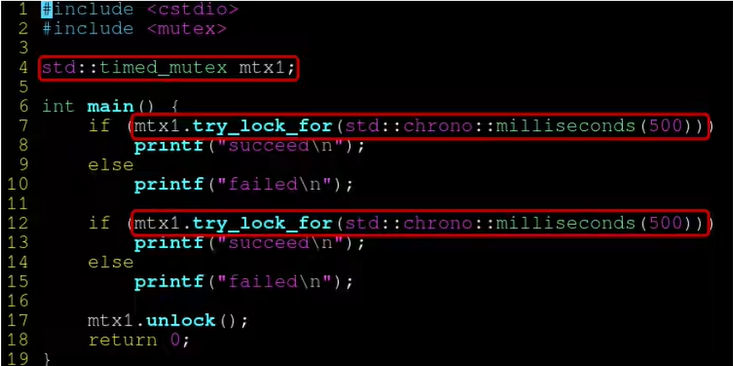 1 #include <cstdio>
2 #include <mutex>
3
4 std::timed_mutex mtx1;
5
6 int main() {
7     if (mtx1.try_lock_for(std::chrono::milliseconds(500)))
8         printf("succeed\n");
9     else
10         printf("failed\n");
11
12     if (mtx1.try_lock_for(std::chrono::milliseconds(500)))
13         printf("succeed\n");
14     else
15         printf("failed\n");
16
17     mtx1.unlock();
18     return 0;
19 }